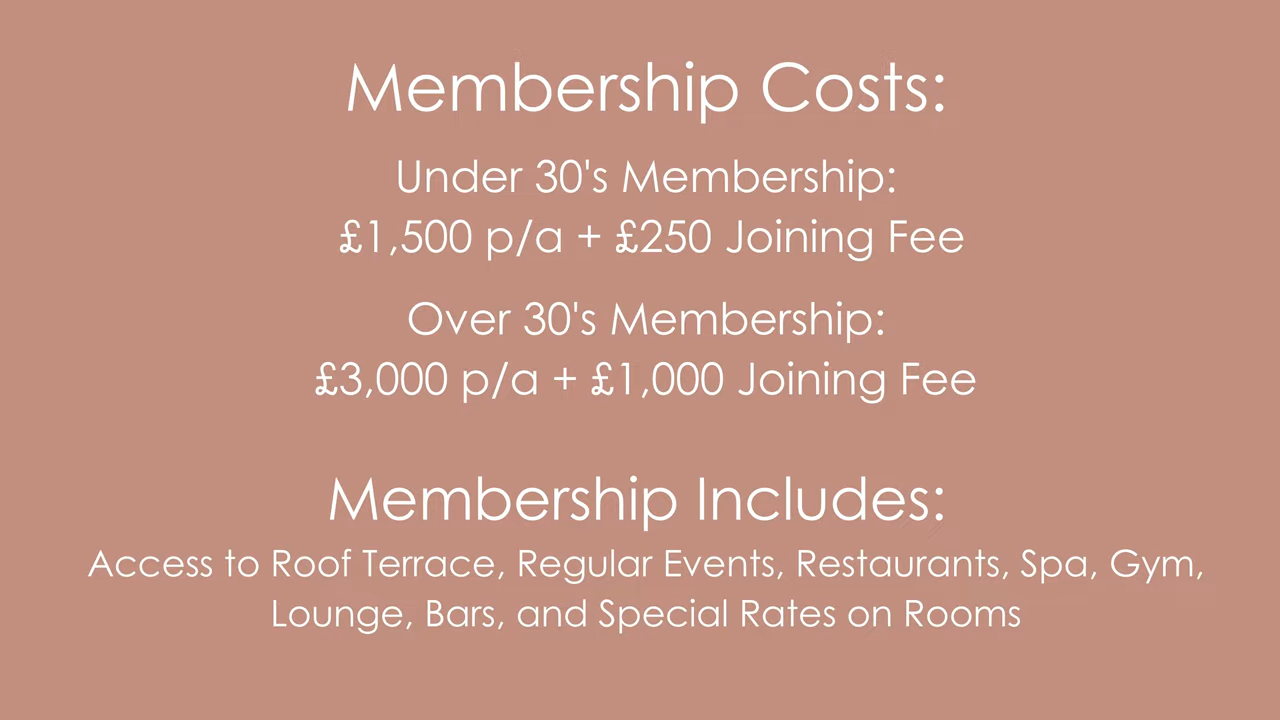 Membership Costs:
Under 30's Membership:
£1,500 p/a + £250 Joining Fee
Over 30's Membership:
£3,000 p/a + £1,000 Joining Fee
Membership Includes:
Access to Roof Terrace, Regular Events, Restaurants, Spa, Gym,
Lounge, Bars, and Special Rates on Rooms